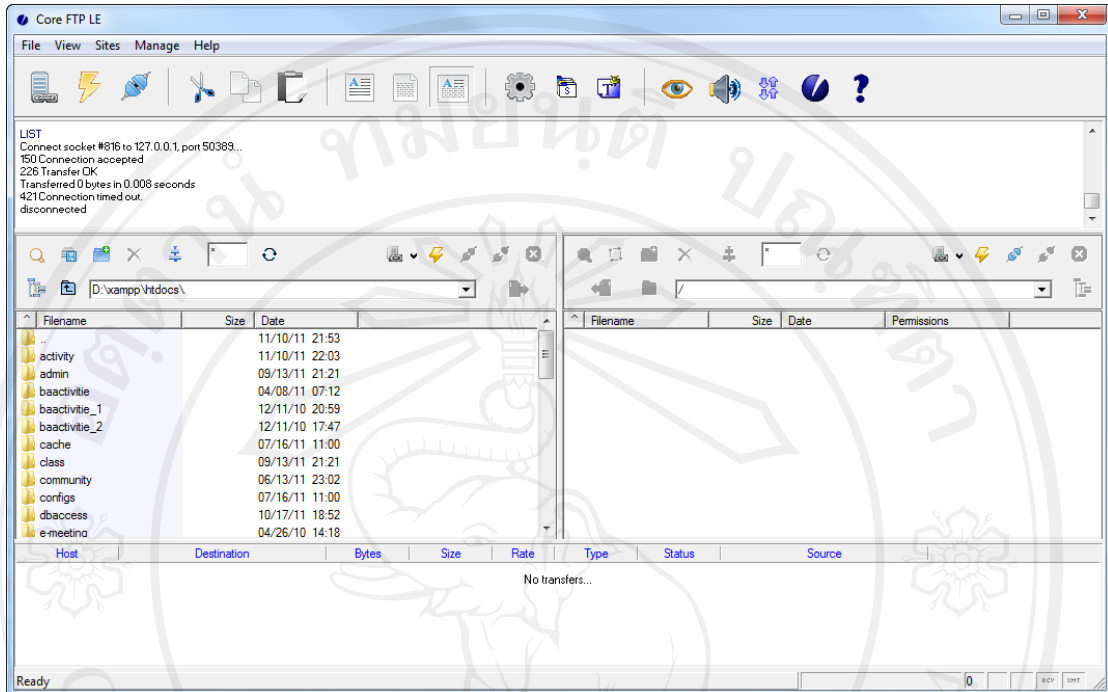 Core FTP LE
File View Sites Manage Help
LIST
Connect socket #816 to 127.0.0.1, port 50389...
150 Connection accepted
226 Transfer OK
Transferred 0 bytes in 0.008 seconds
421 Connection timed out.
disconnected
* *
D:\xampp\htdocs\ /
^ Filename Size Date ^ Filename Size Date Permissions
.. 11/10/11 21:53
activity 11/10/11 22:03
admin 09/13/11 21:21
baactivitie 04/08/11 07:12
baactivitie_1 12/11/10 20:59
baactivitie_2 12/11/10 17:47
cache 07/16/11 11:00
class 09/13/11 21:21
community 06/13/11 23:02
configs 07/16/11 11:00
dbaccess 10/17/11 18:52
e-meeting 04/26/10 14:18
Host Destination Bytes Size Rate Type Status Source
No transfers...
Ready 0 RCV XMT